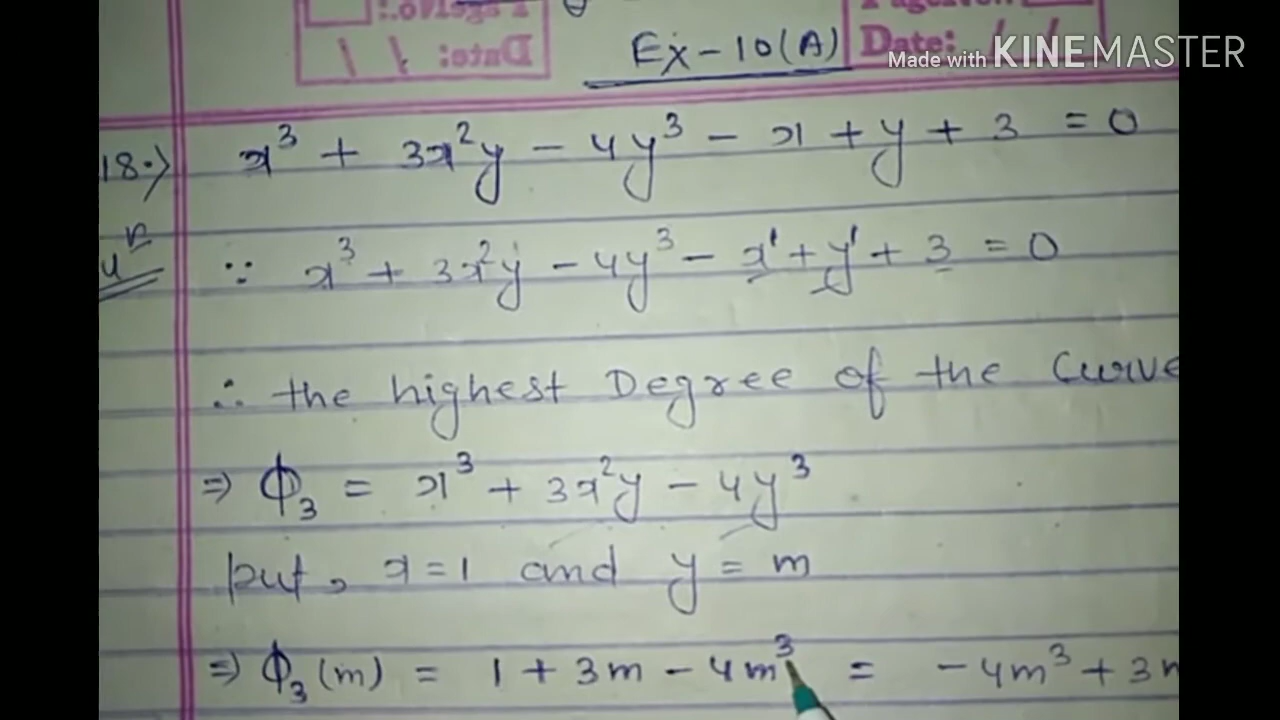 Ex-10(A) Date: / /
Made with KINEMASTER
18.) x³ + 3x²y - 4y³ - x + y + 3 = 0
∵ x³ + 3x²y - 4y³ - x¹ + y¹ + 3 = 0
∴ the highest Degree of the Curve
⇒ Φ₃ = x³ + 3x²y - 4y³
put, x = 1 and y = m
⇒ Φ₃(m) = 1 + 3m - 4m³ = -4m³ + 3